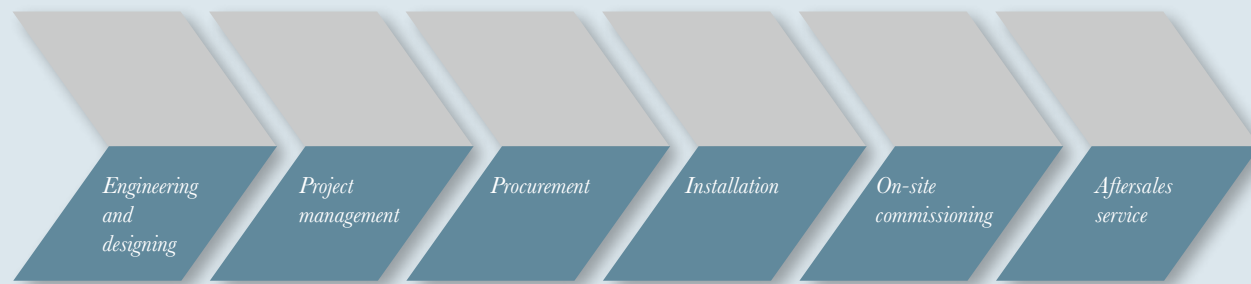 Engineering
and
designing
Project
management
Procurement
Installation
On-site
commissioning
Aftersales
service